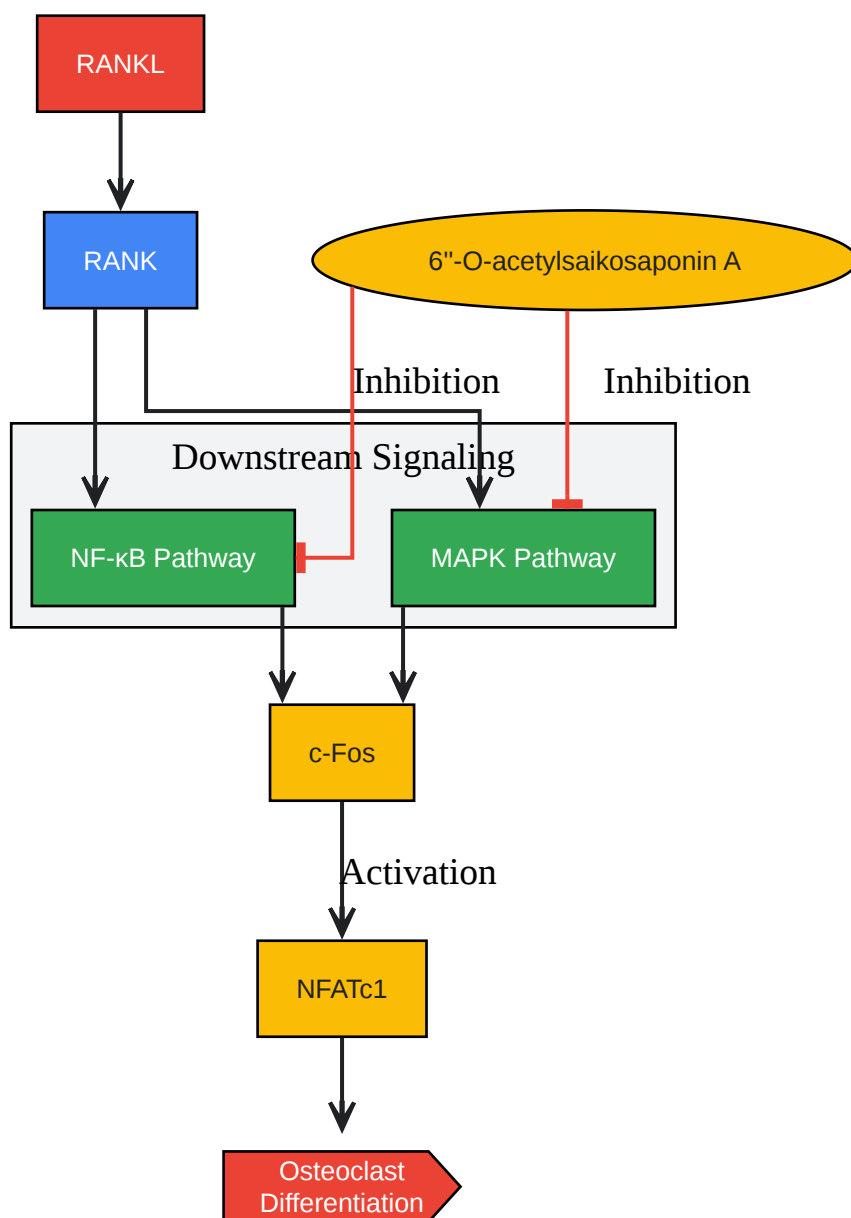 RANKL
RANK
6"-O-acetylsaikosaponin A
Inhibition
Inhibition
Downstream Signaling
NF-κB Pathway
MAPK Pathway
c-Fos
Activation
NFATc1
Osteoclast
Differentiation